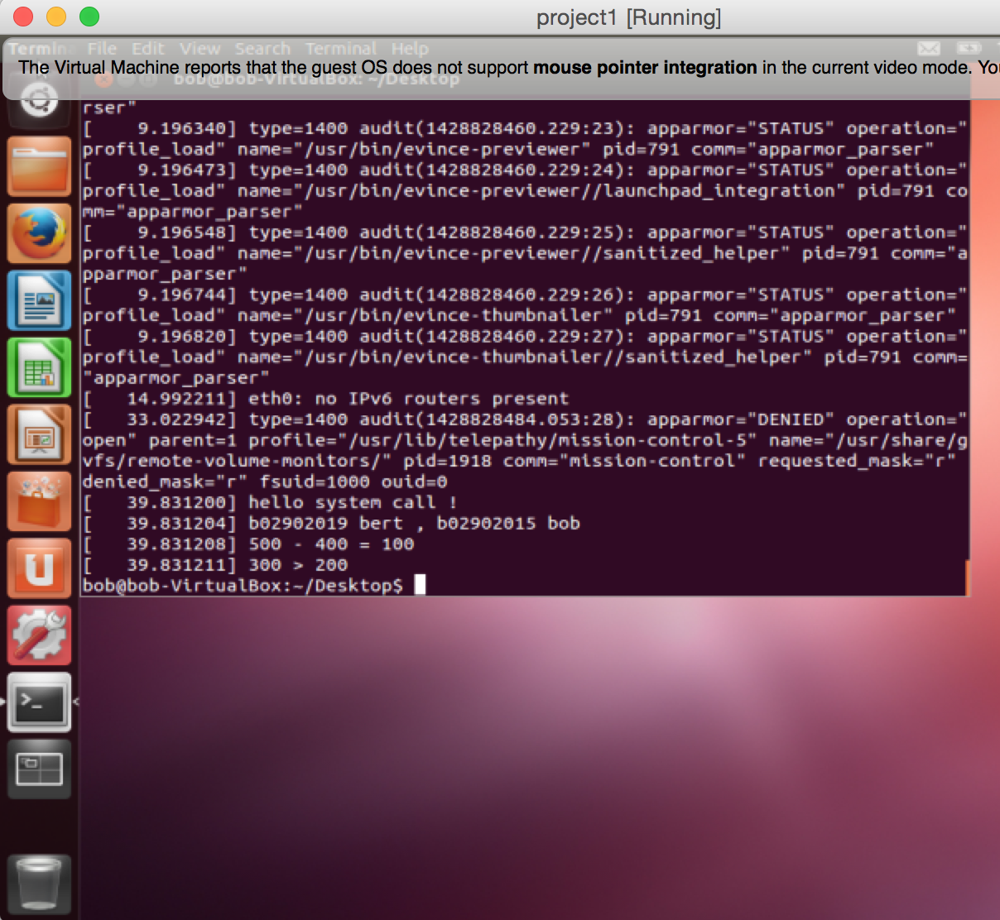 project1 [Running]
Terminal File Edit View Search Terminal Help
The Virtual Machine reports that the guest OS does not support mouse pointer integration in the current video mode. You
bob@bob-VirtualBox: ~/Desktop
rser"
[    9.196340] type=1400 audit(1428828460.229:23): apparmor="STATUS" operation="
profile_load" name="/usr/bin/evince-previewer" pid=791 comm="apparmor_parser"
[    9.196473] type=1400 audit(1428828460.229:24): apparmor="STATUS" operation="
profile_load" name="/usr/bin/evince-previewer//launchpad_integration" pid=791 co
mm="apparmor_parser"
[    9.196548] type=1400 audit(1428828460.229:25): apparmor="STATUS" operation="
profile_load" name="/usr/bin/evince-previewer//sanitized_helper" pid=791 comm="a
pparmor_parser"
[    9.196744] type=1400 audit(1428828460.229:26): apparmor="STATUS" operation="
profile_load" name="/usr/bin/evince-thumbnailer" pid=791 comm="apparmor_parser"
[    9.196820] type=1400 audit(1428828460.229:27): apparmor="STATUS" operation="
profile_load" name="/usr/bin/evince-thumbnailer//sanitized_helper" pid=791 comm=
"apparmor_parser"
[   14.992211] eth0: no IPv6 routers present
[   33.022942] type=1400 audit(1428828484.053:28): apparmor="DENIED" operation="
open" parent=1 profile="/usr/lib/telepathy/mission-control-5" name="/usr/share/g
vfs/remote-volume-monitors/" pid=1918 comm="mission-control" requested_mask="r"
denied_mask="r" fsuid=1000 ouid=0
[   39.831200] hello system call !
[   39.831204] b02902019 bert , b02902015 bob
[   39.831208] 500 - 400 = 100
[   39.831211] 300 > 200
bob@bob-VirtualBox:~/Desktop$